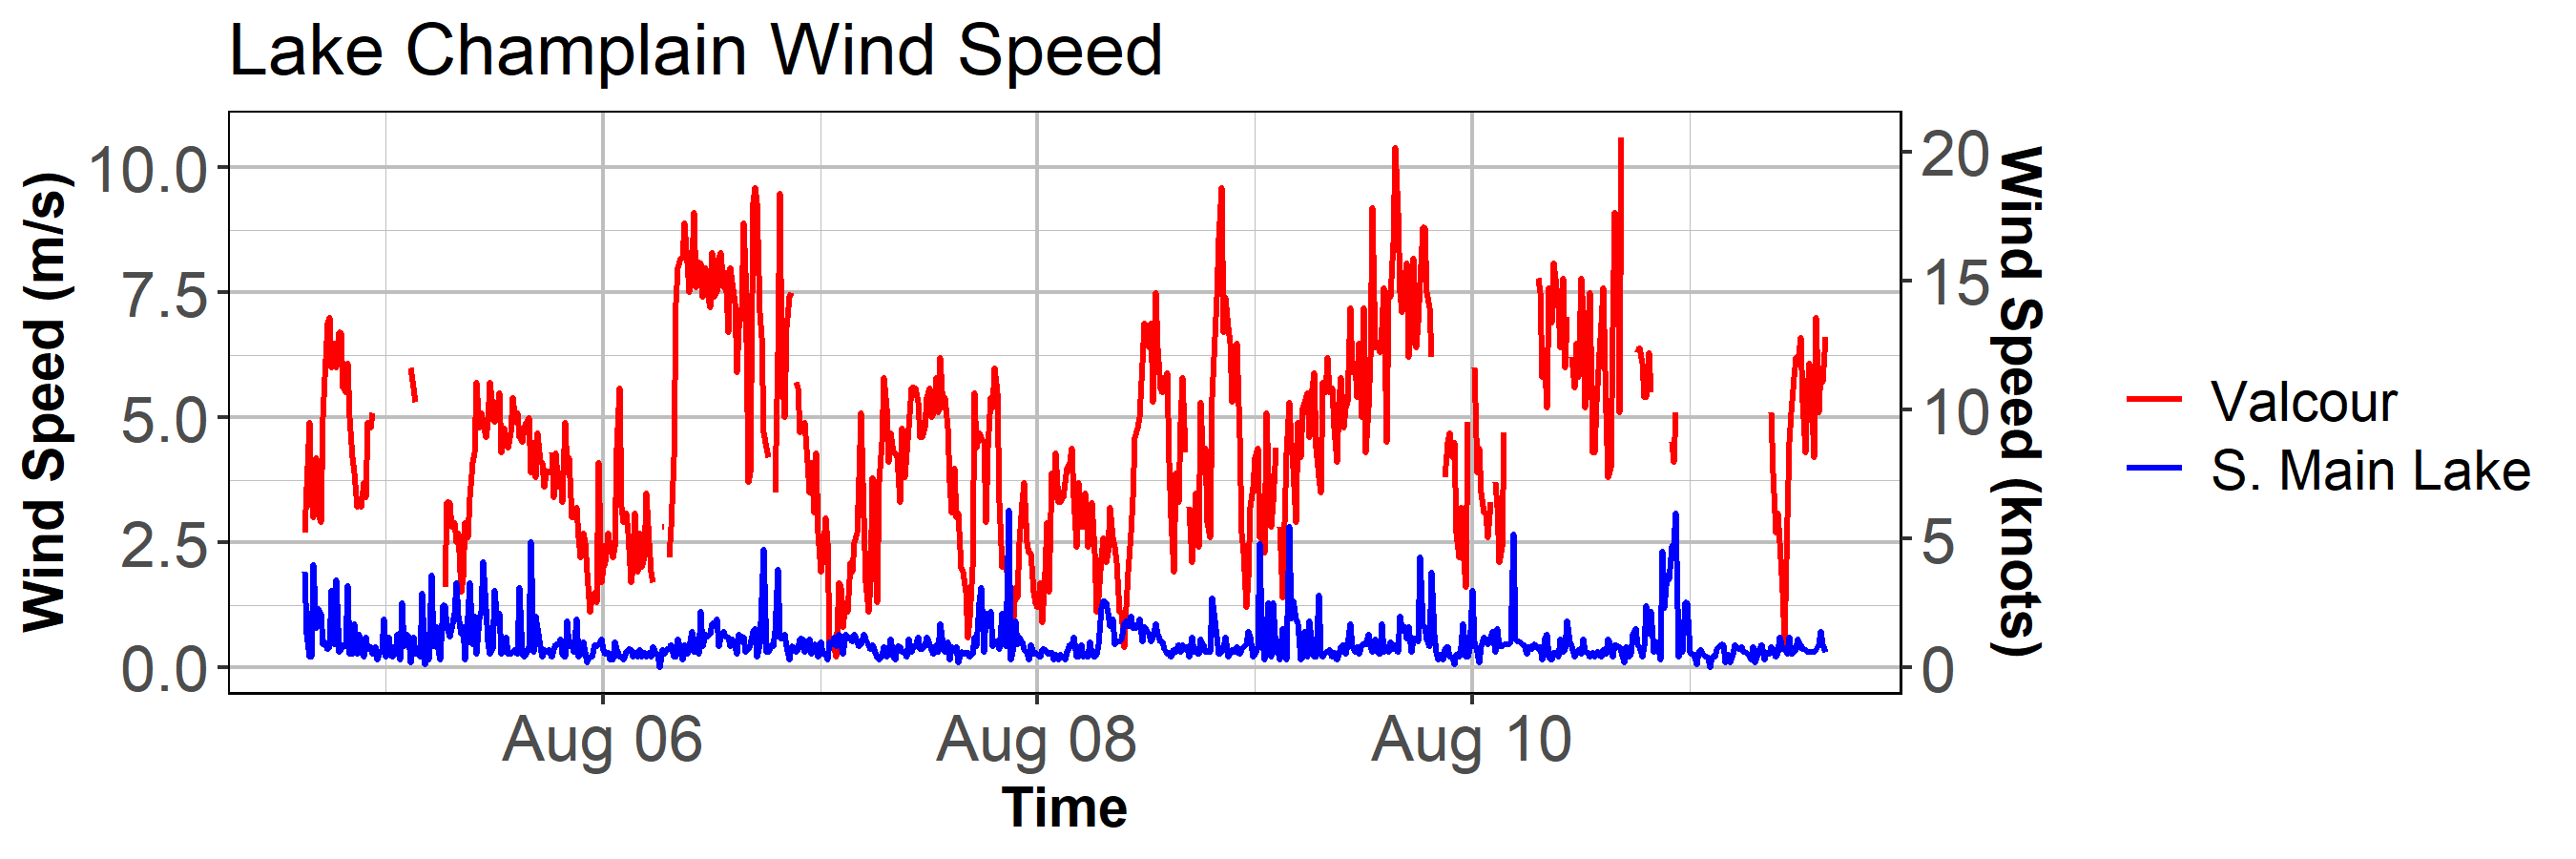 Lake Champlain Wind Speed
Wind Speed (m/s)
10.0
7.5
5.0
2.5
0.0
20
15
10
5
0
Wind Speed (knots)
Aug 06
Aug 08
Aug 10
Time
Valcour
S. Main Lake